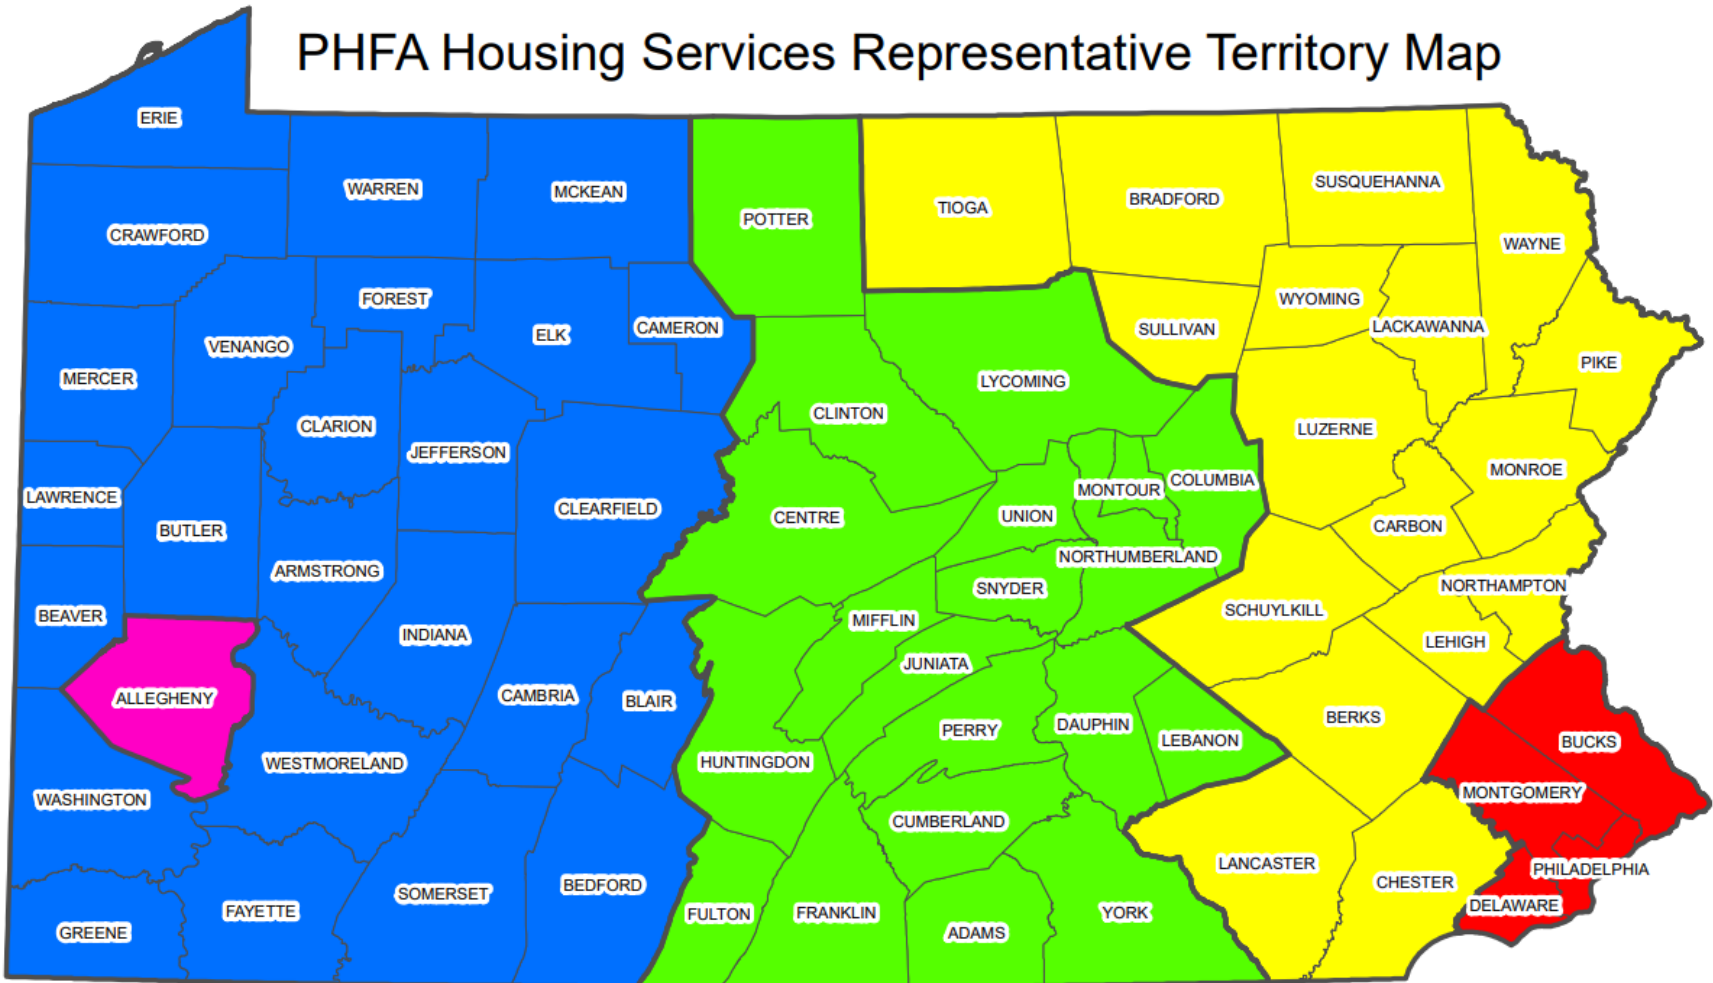 PHFA Housing Services Representative Territory Map
ERIE
WARREN
MCKEAN
POTTER
TIOGA
BRADFORD
SUSQUEHANNA
CRAWFORD
WAYNE
FOREST
WYOMING
VENANGO
ELK
CAMERON
SULLIVAN
LACKAWANNA
MERCER
LYCOMING
PIKE
CLARION
CLINTON
LUZERNE
JEFFERSON
MONROE
LAWRENCE
CLEARFIELD
CENTRE
UNION
MONTOUR
COLUMBIA
BUTLER
CARBON
ARMSTRONG
NORTHUMBERLAND
SNYDER
NORTHAMPTON
BEAVER
INDIANA
MIFFLIN
SCHUYLKILL
LEHIGH
ALLEGHENY
CAMBRIA
BLAIR
JUNIATA
PERRY
DAUPHIN
LEBANON
BERKS
BUCKS
WESTMORELAND
HUNTINGDON
WASHINGTON
MONTGOMERY
CUMBERLAND
LANCASTER
CHESTER
PHILADELPHIA
SOMERSET
BEDFORD
DELAWARE
GREENE
FAYETTE
FULTON
FRANKLIN
ADAMS
YORK